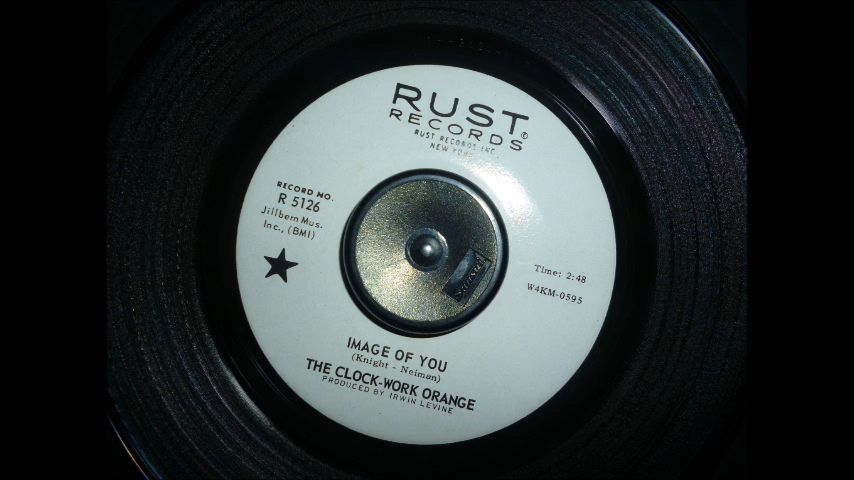 RUST
RECORDS ©
RUST RECORDS INC.
NEW YORK
RECORD NO.
R 5126
Jillbern Mus.
Inc., (BMI)
Time: 2:48
W4KM-0595
IMAGE OF YOU
(Knight - Neiman)
THE CLOCK-WORK ORANGE
PRODUCED BY IRWIN LEVINE